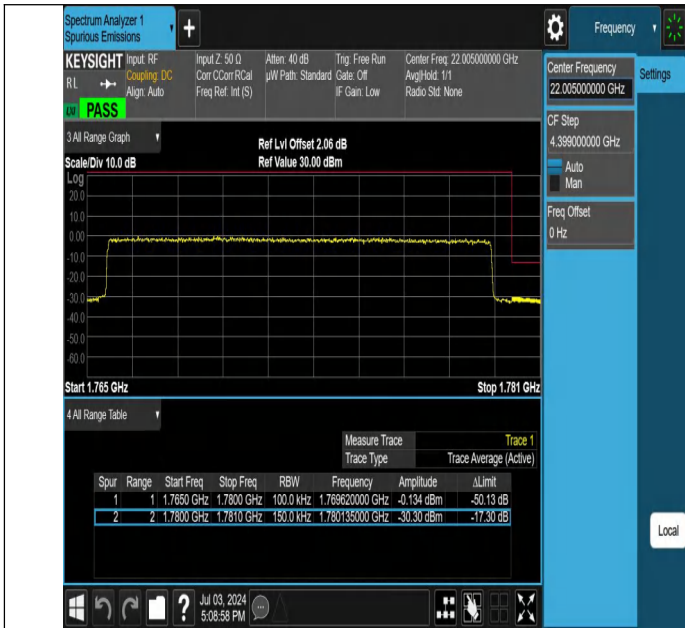 Spectrum Analyzer 1
Spurious Emissions
Frequency
KEYSIGHT
RL
Align: Auto
Input: RF
Coupling: DC
Input Z: 50 Ω
Corr CCorr RCal
Freq Ref: Int (S)
Atten: 40 dB
µW Path: Standard
Trig: Free Run
Gate: Off
IF Gain: Low
Center Freq: 22.005000000 GHz
Avg|Hold: 1/1
Radio Std: None
PASS
Center Frequency
22.005000000 GHz
Settings
CF Step
4.399000000 GHz
Auto
Man
Freq Offset
0 Hz
3 All Range Graph
Scale/Div 10.0 dB
Ref Lvl Offset 2.06 dB
Ref Value 30.00 dBm
Log
20.0
10.0
0.00
-10.0
-20.0
-30.0
-40.0
-50.0
-60.0
Start 1.765 GHz
Stop 1.781 GHz
4 All Range Table
Measure Trace Trace 1
Trace Type Trace Average (Active)
Spur Range Start Freq Stop Freq RBW Frequency Amplitude ΔLimit
1 1 1.7650 GHz 1.7800 GHz 100.0 kHz 1.769620000 GHz -0.134 dBm -50.13 dB
2 2 1.7800 GHz 1.7810 GHz 150.0 kHz 1.780135000 GHz -30.30 dBm -17.30 dB
Local
?
Jul 03, 2024
5:08:58 PM